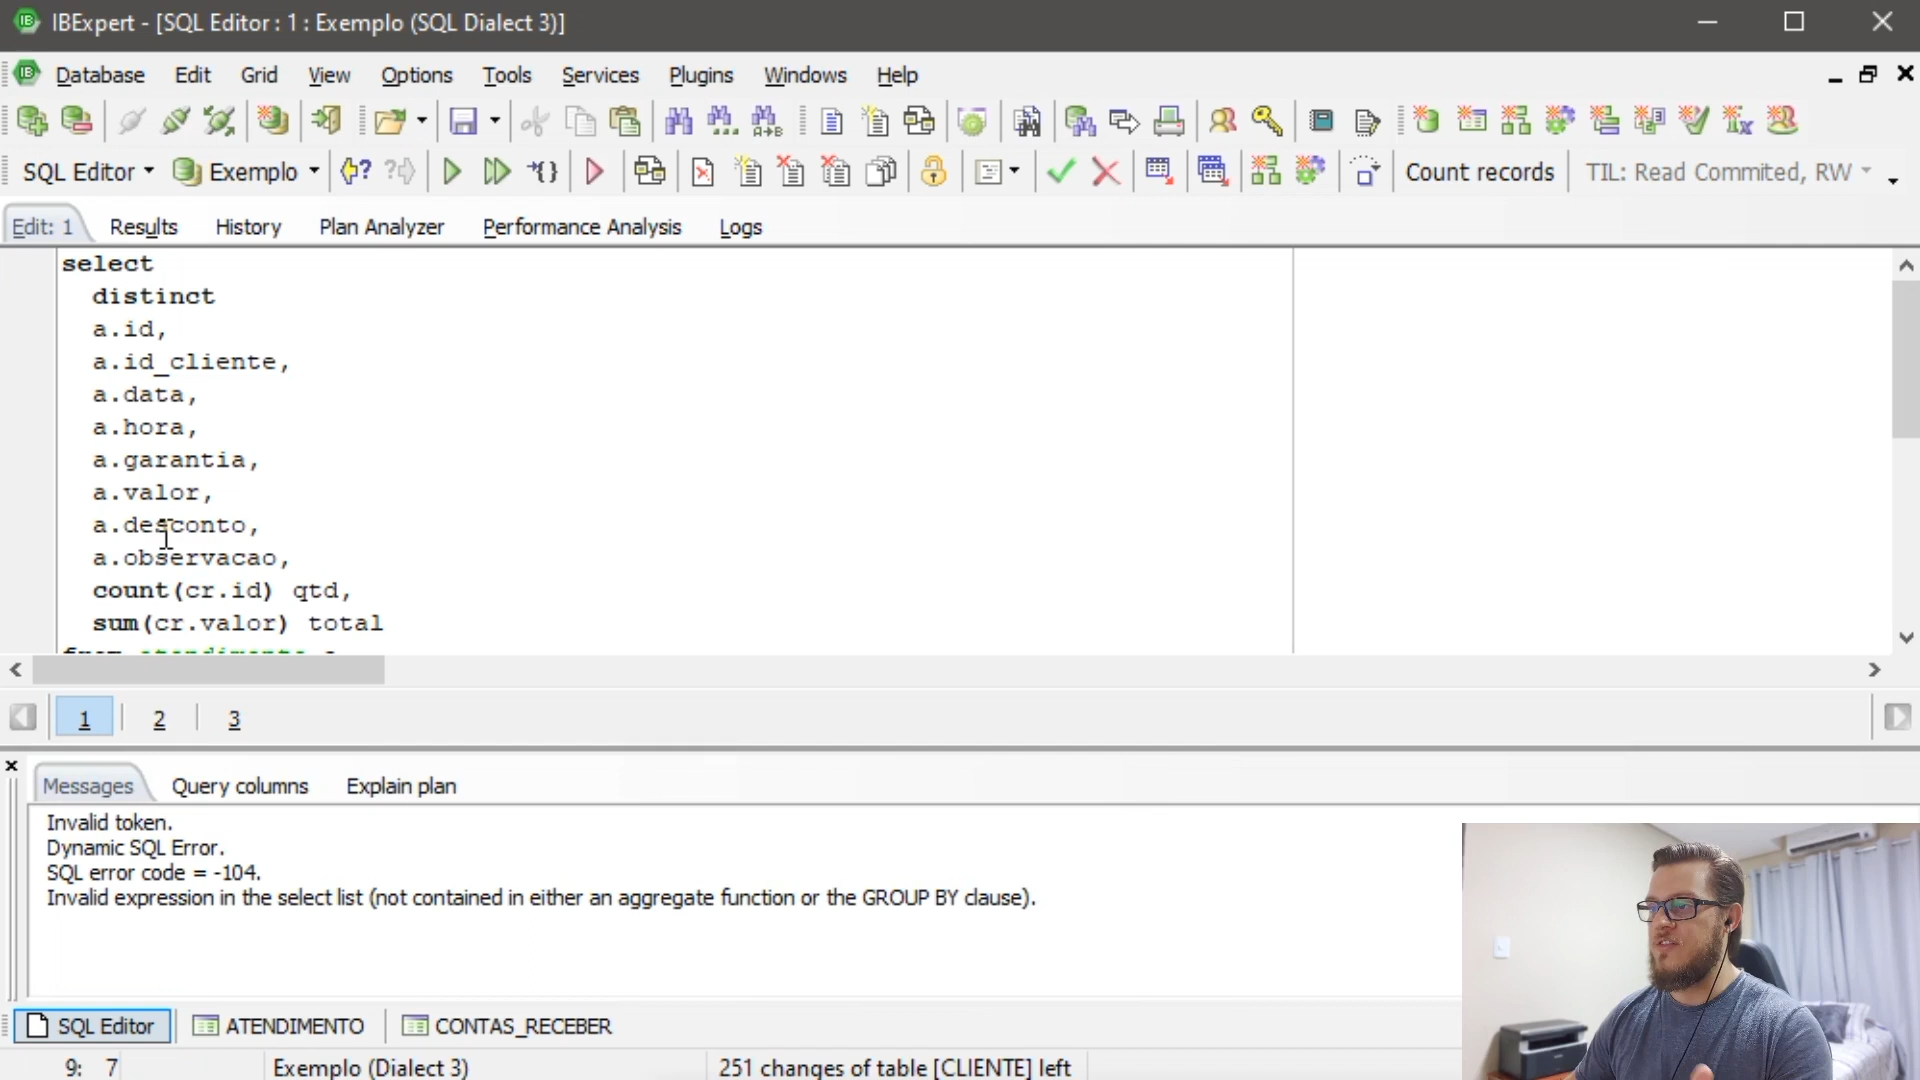 IBExpert - [SQL Editor : 1 : Exemplo (SQL Dialect 3)]
Database Edit Grid View Options Tools Services Plugins Windows Help
SQL Editor Exemplo Count records TIL: Read Commited, RW
Edit: 1 Results History Plan Analyzer Performance Analysis Logs
select
distinct
a.id,
a.id_cliente,
a.data,
a.hora,
a.garantia,
a.valor,
a.desconto,
a.observacao,
count(cr.id) qtd,
sum(cr.valor) total
from atendimento a
1 2 3
Messages Query columns Explain plan
Invalid token.
Dynamic SQL Error.
SQL error code = -104.
Invalid expression in the select list (not contained in either an aggregate function or the GROUP BY clause).
SQL Editor ATENDIMENTO CONTAS_RECEBER
9: 7 Exemplo (Dialect 3) 251 changes of table [CLIENTE] left